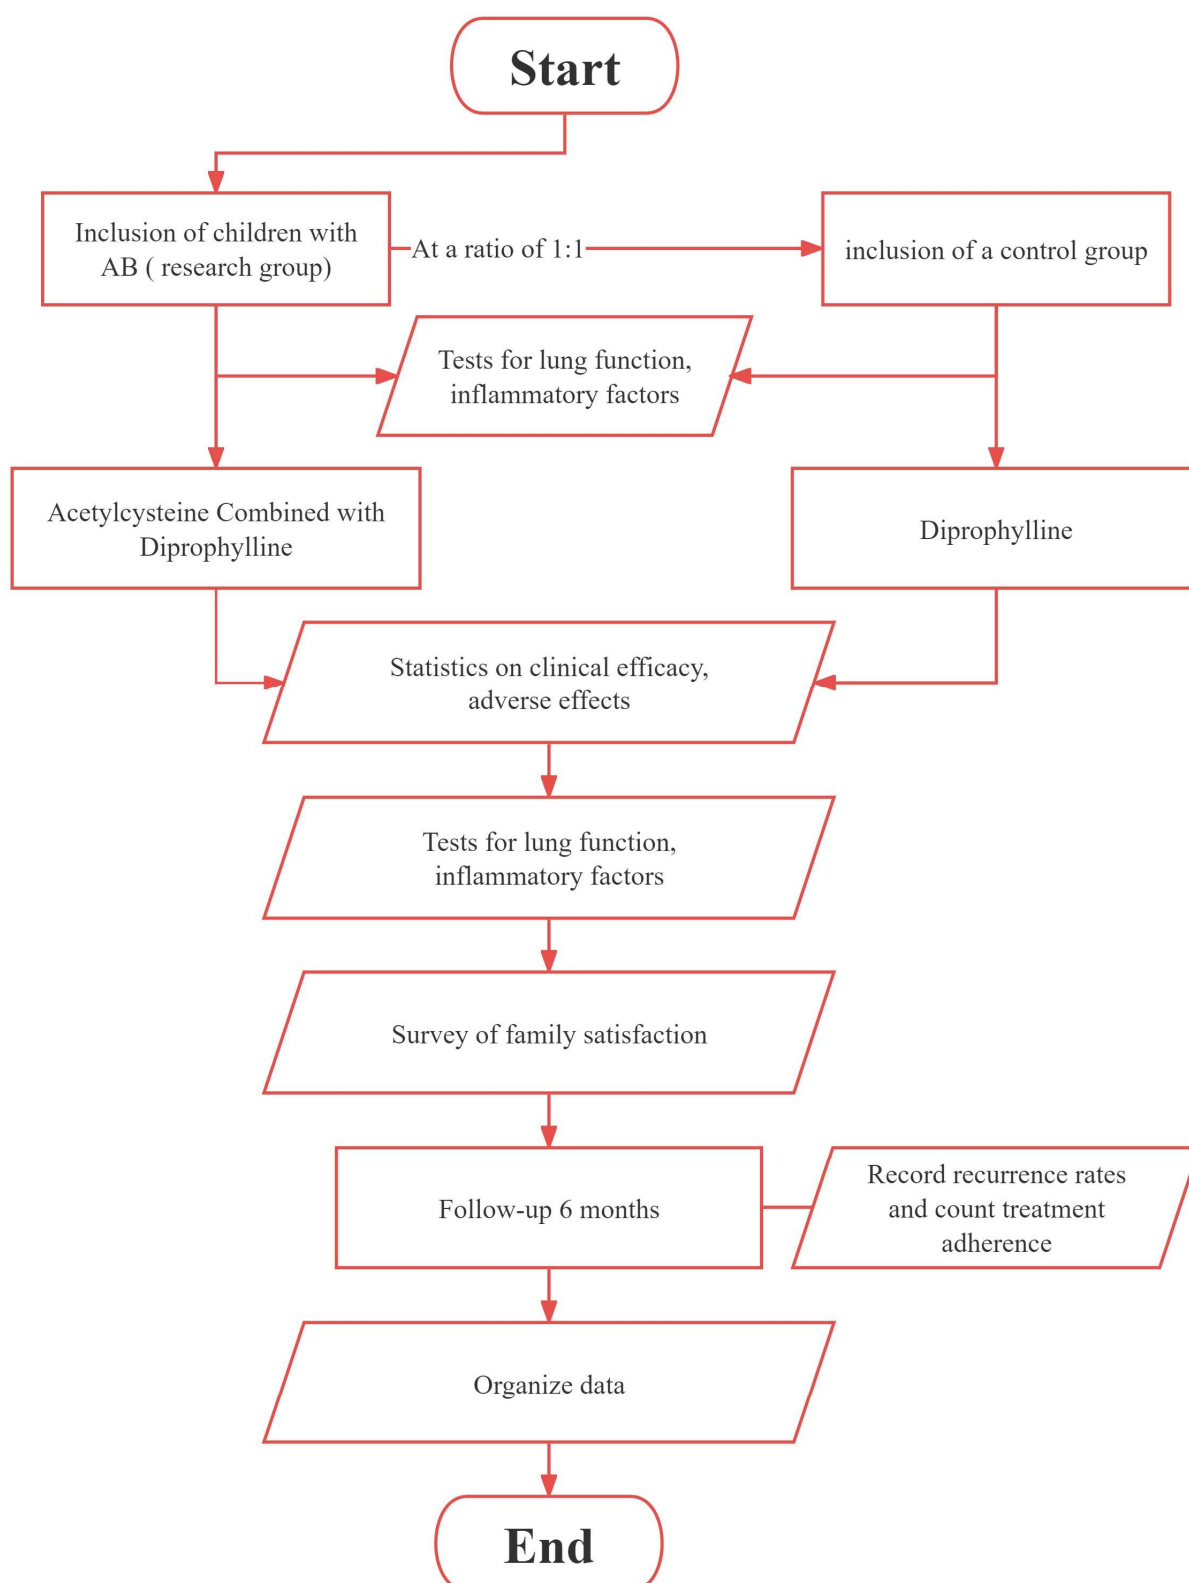 Start
Inclusion of children with
AB ( research group)
At a ratio of 1:1
inclusion of a control group
Tests for lung function,
inflammatory factors
Acetylcysteine Combined with
Diprophylline
Diprophylline
Statistics on clinical efficacy,
adverse effects
Tests for lung function,
inflammatory factors
Survey of family satisfaction
Follow-up 6 months
Record recurrence rates
and count treatment
adherence
Organize data
End